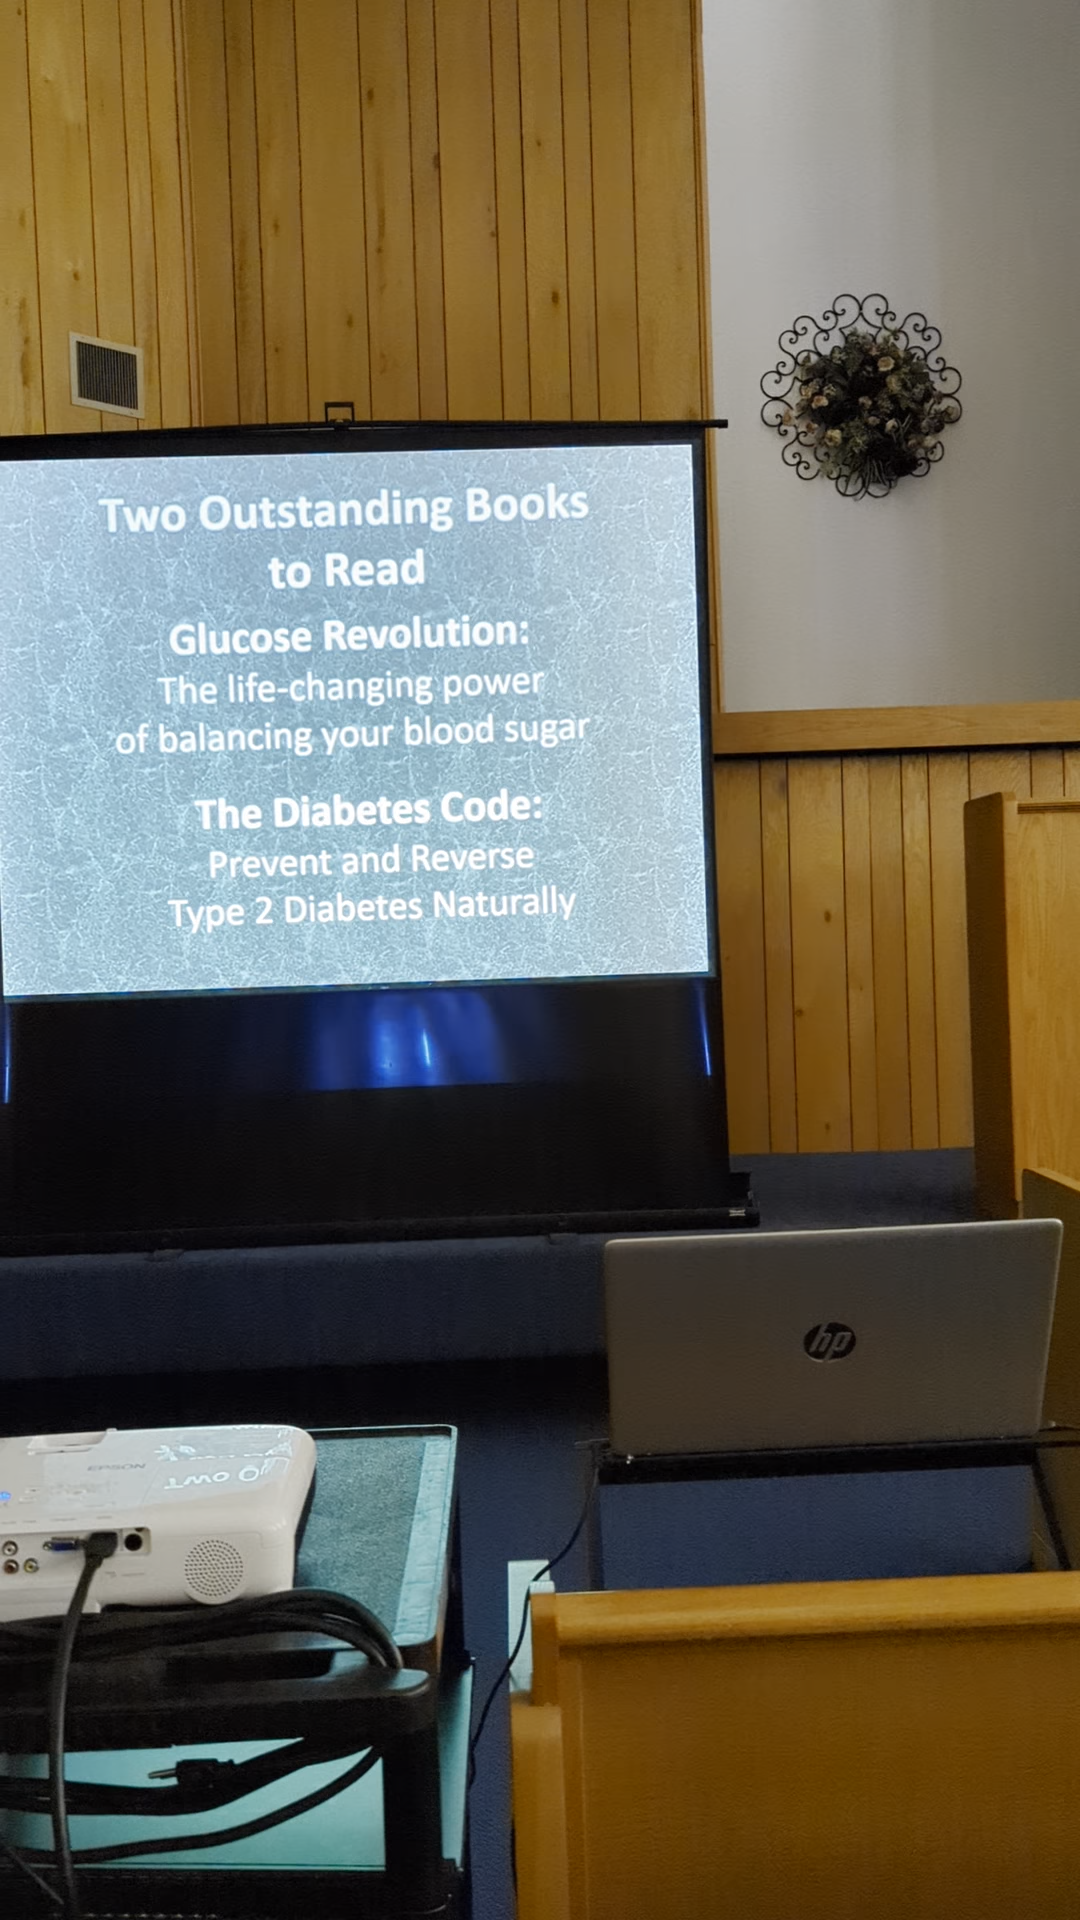 Two Outstanding Books
to Read
Glucose Revolution:
The life-changing power
of balancing your blood sugar
The Diabetes Code:
Prevent and Reverse
Type 2 Diabetes Naturally
hp
EPSON
Two O